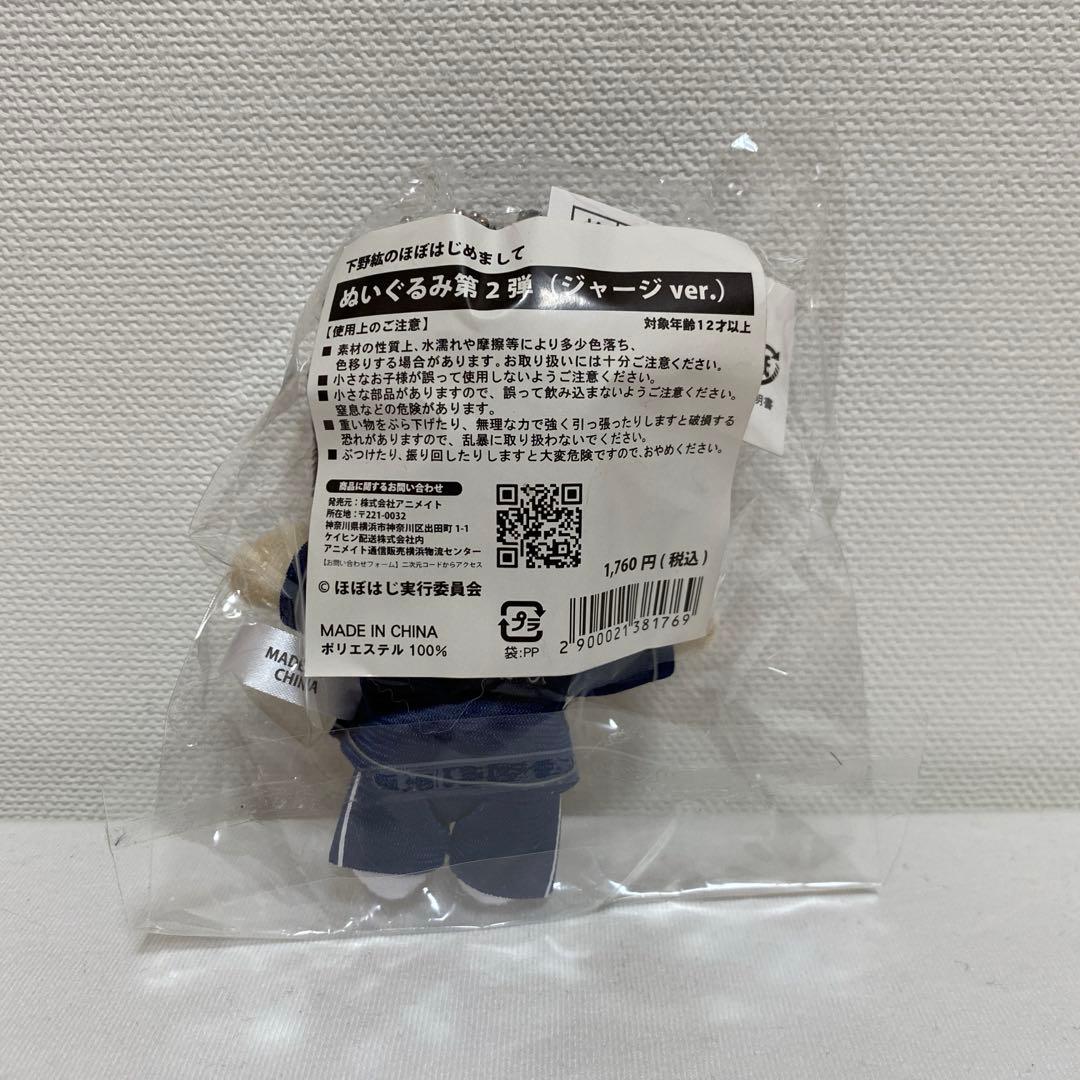 下野紘のほぼはじめまして
ぬいぐるみ第2弾（ジャージ ver.）
【使用上のご注意】 対象年齢12才以上
■ 素材の性質上、水濡れや摩擦等により多少色落ち、
色移りする場合があります。お取り扱いには十分ご注意ください。
■ 小さなお子様が誤って使用しないようご注意ください。
■ 小さな部品がありますので、誤って飲み込まないようご注意ください。
窒息などの危険があります。
■ 重い物をぶら下げたり、無理な力で強く引っ張ったりしますと破損する
恐れがありますので、乱暴に取り扱わないでください。
■ ぶつけたり、振り回したりしますと大変危険ですので、おやめください。
商品に関するお問い合わせ
発売元：株式会社アニメイト
所在地：〒221-0032
神奈川県横浜市神奈川区出田町 1-1
ケイヒン配送株式会社内
アニメイト通信販売横浜物流センター
【お問い合わせフォーム】二次元コードからアクセス
1,760円(税込)
© ほぼはじ実行委員会
MADE IN CHINA
ポリエステル 100%
プラ
袋:PP
2900021381769
MADE
CHINA
明書